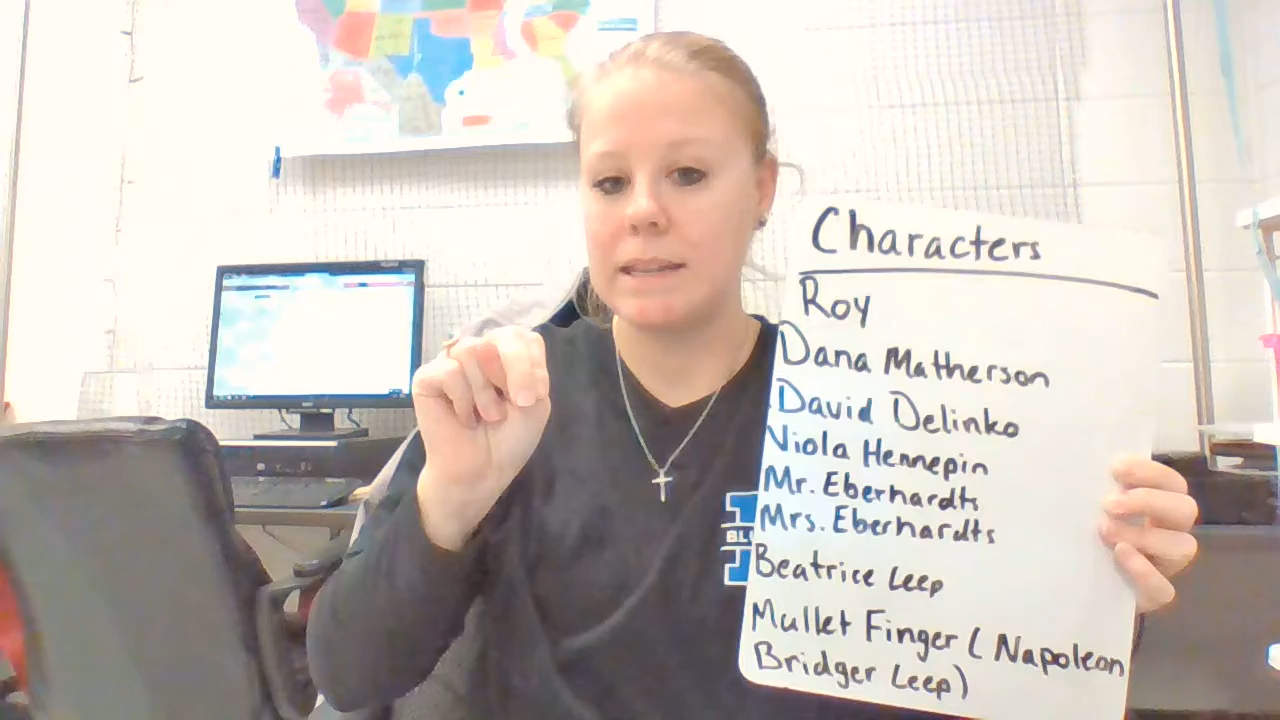 Characters
Roy
Dana Matherson
David Delinko
Viola Hennepin
Mr. Eberhardts
Mrs. Eberhardts
Beatrice Leep
Mullet Finger ( Napoleon
Bridger Leep)